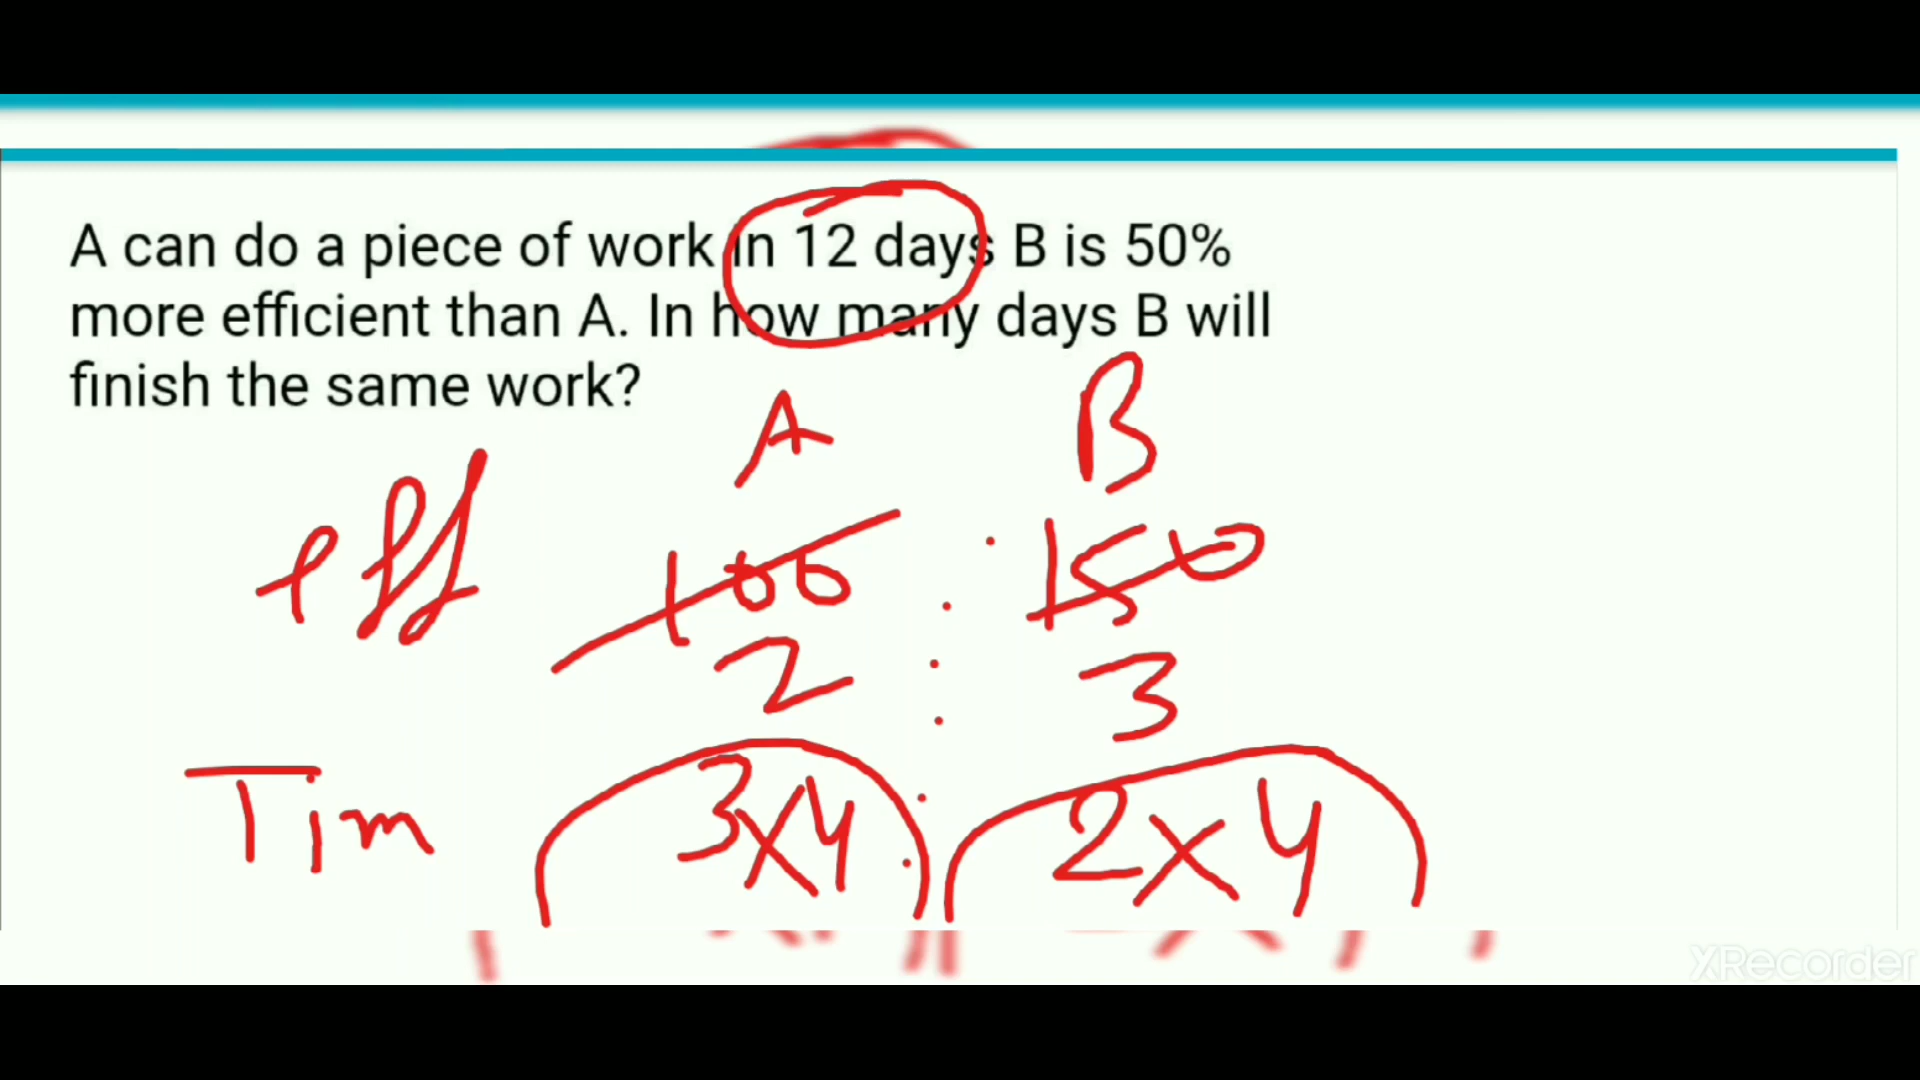 A can do a piece of work in 12 days B is 50%
more efficient than A. In how many days B will
finish the same work?
A B
eff 100 : 150
2 : 3
Tim 3x4 : 2x4
XRecorder